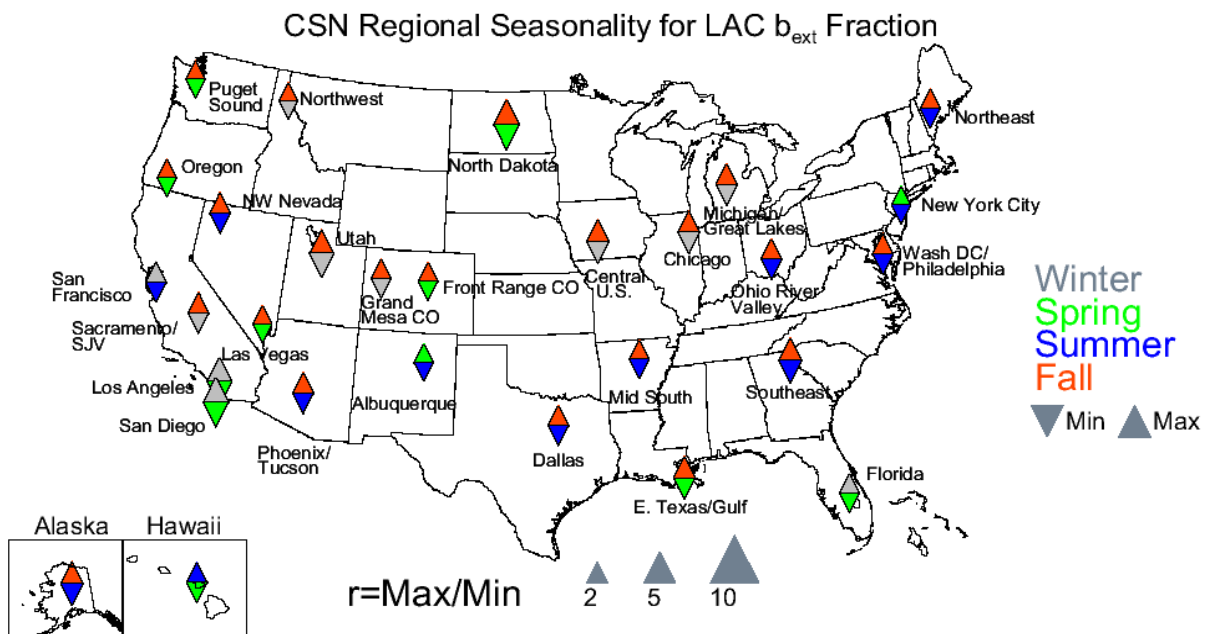 CSN Regional Seasonality for LAC bext Fraction
Puget
Sound
Northwest
North Dakota
Northeast
Oregon
NW Nevada
Utah
Michigan/
Great Lakes
New York City
San
Francisco
Grand
Mesa CO
Front Range CO
Central
U.S.
Chicago
Ohio River
Valley
Wash DC/
Philadelphia
Sacramento/
SJV
Las Vegas
Los Angeles
San Diego
Albuquerque
Mid South
Southeast
Phoenix/
Tucson
Dallas
E. Texas/Gulf
Florida
Winter
Spring
Summer
Fall
Min Max
Alaska Hawaii
r=Max/Min
2 5 10